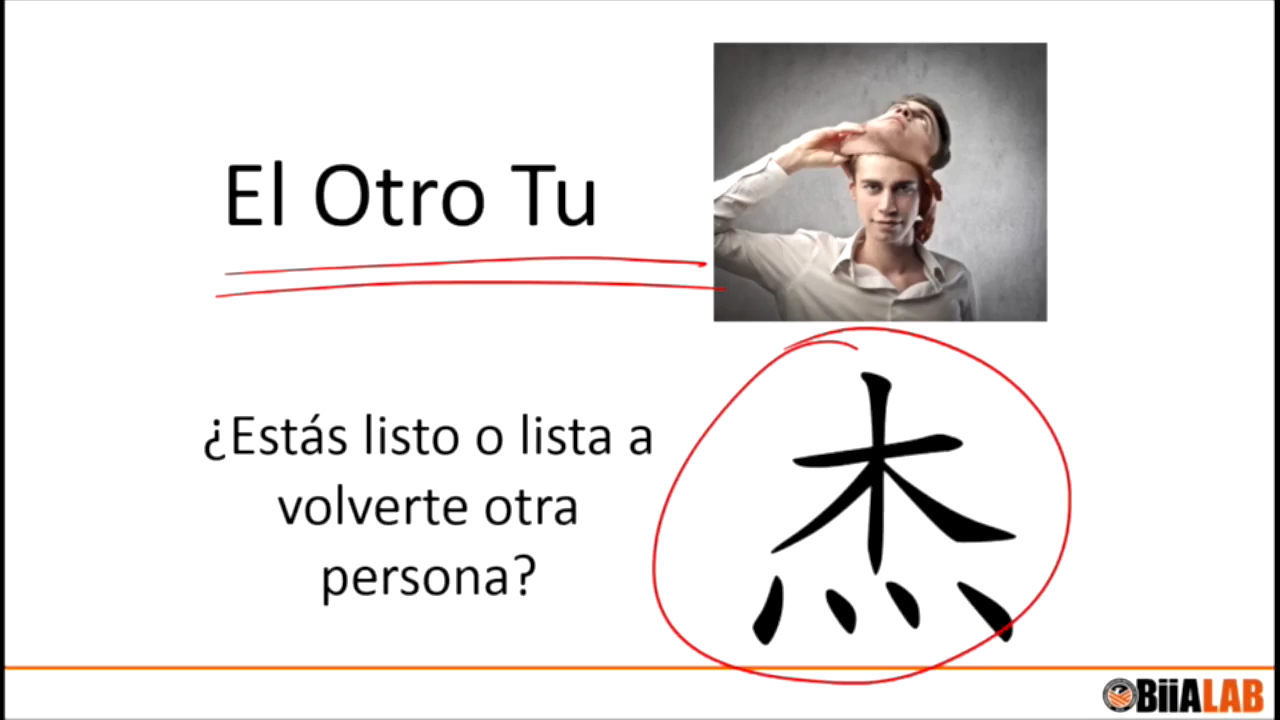 El Otro Tu
¿Estás listo o lista a
volverte otra
persona?
杰
BiiALAB